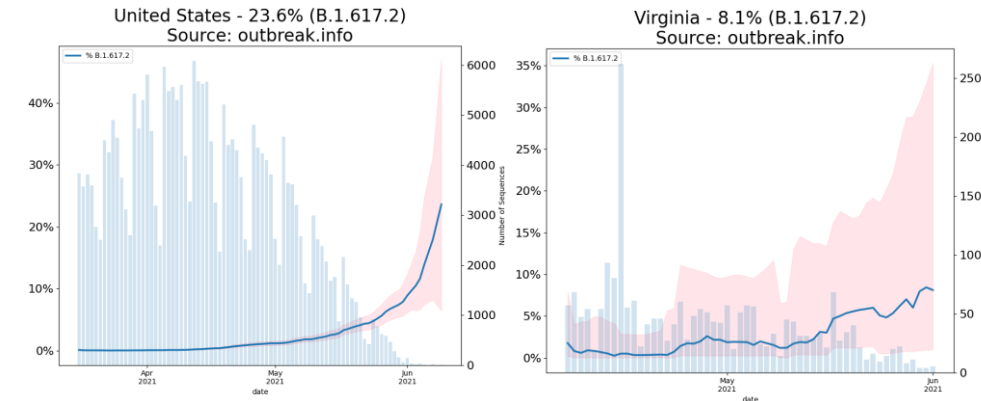 United States - 23.6% (B.1.617.2)
Source: outbreak.info
% B.1.617.2
40%
30%
20%
10%
0%
6000
5000
4000
3000
2000
1000
0
Number of Sequences
Apr
2021
May
2021
Jun
2021
date
Virginia - 8.1% (B.1.617.2)
Source: outbreak.info
% B.1.617.2
35%
30%
25%
20%
15%
10%
5%
0%
250
200
150
100
50
0
May
2021
Jun
2021
date